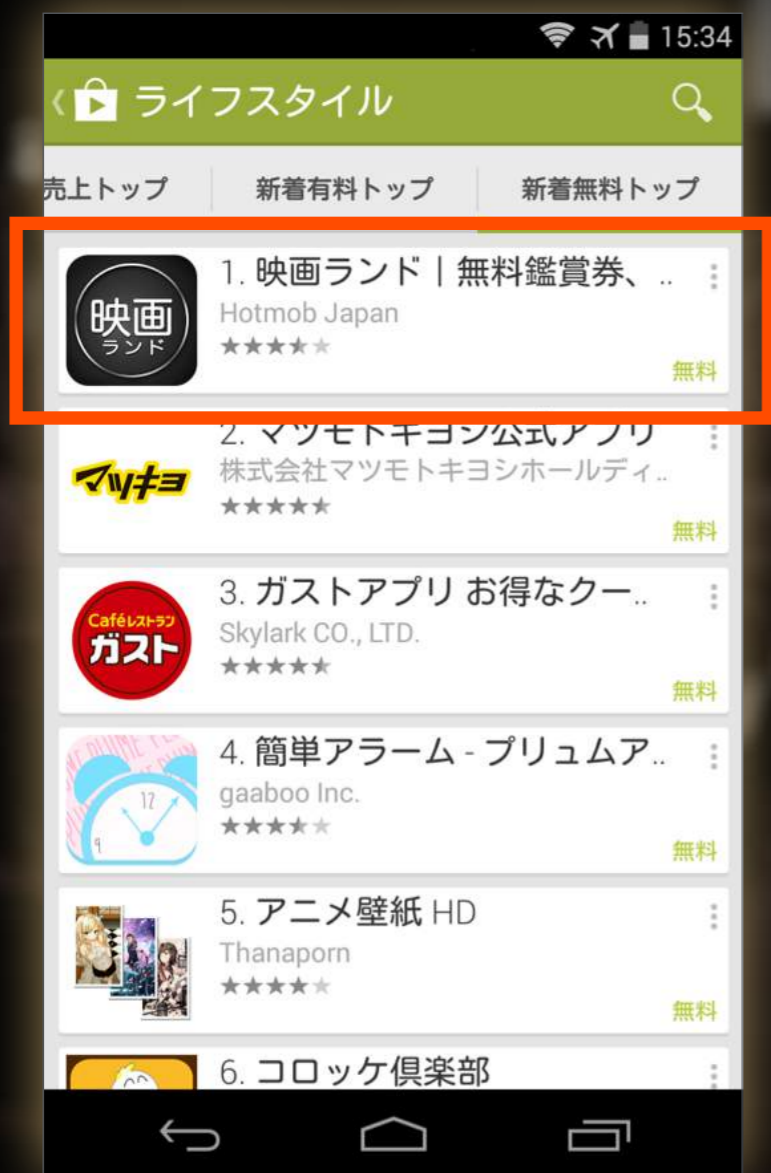 15:34
ライフスタイル
売上トップ 新着有料トップ 新着無料トップ
映画
ランド
1. 映画ランド｜無料鑑賞券、..
Hotmob Japan
無料
マツキヨ
2. マツモトキヨシ公式アプリ
株式会社マツモトキヨシホールディ..
無料
Caféレストラン
ガスト
3. ガストアプリ お得なクー..
Skylark CO., LTD.
無料
12
9
4. 簡単アラーム - プリュムア..
gaaboo Inc.
無料
5. アニメ壁紙 HD
Thanaporn
無料
6. コロッケ倶楽部